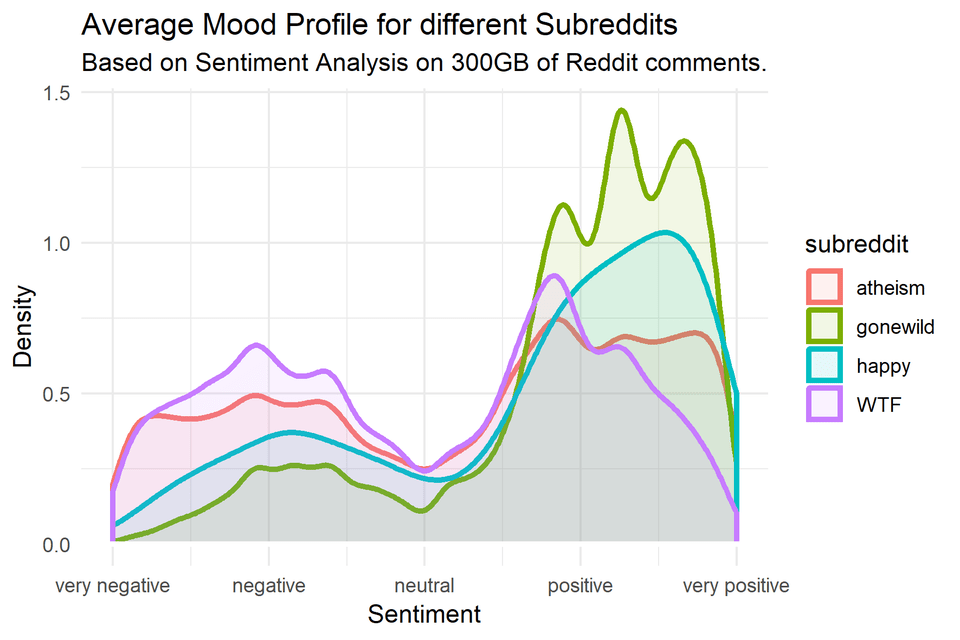 Average Mood Profile for different Subreddits
Based on Sentiment Analysis on 300GB of Reddit comments.
1.5
1.0
0.5
0.0
Density
very negative
negative
neutral
positive
very positive
Sentiment
subreddit
atheism
gonewild
happy
WTF